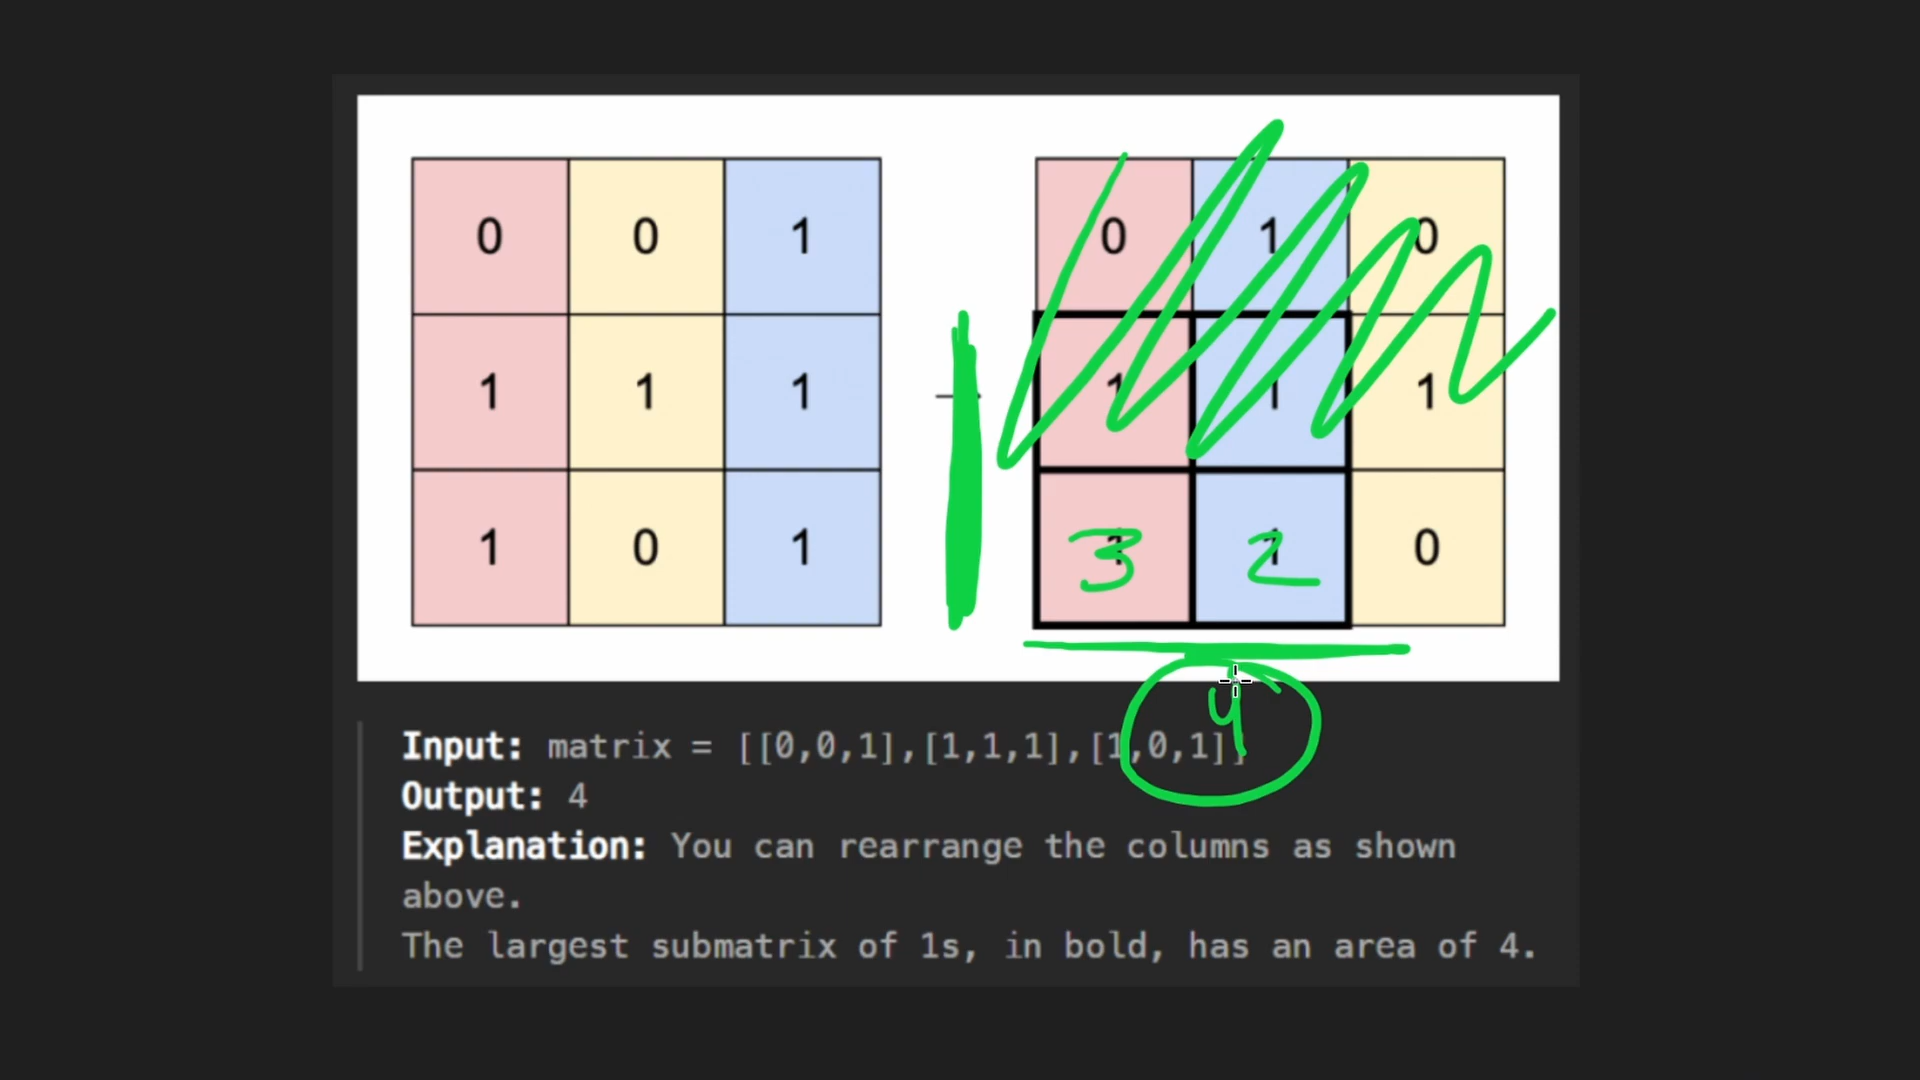 0 0 1 0 1 0
1 1 1 1 1 1
1 0 1 3 2 0
4
Input: matrix = [[0,0,1],[1,1,1],[1,0,1]]
Output: 4
Explanation: You can rearrange the columns as shown
above.
The largest submatrix of 1s, in bold, has an area of 4.